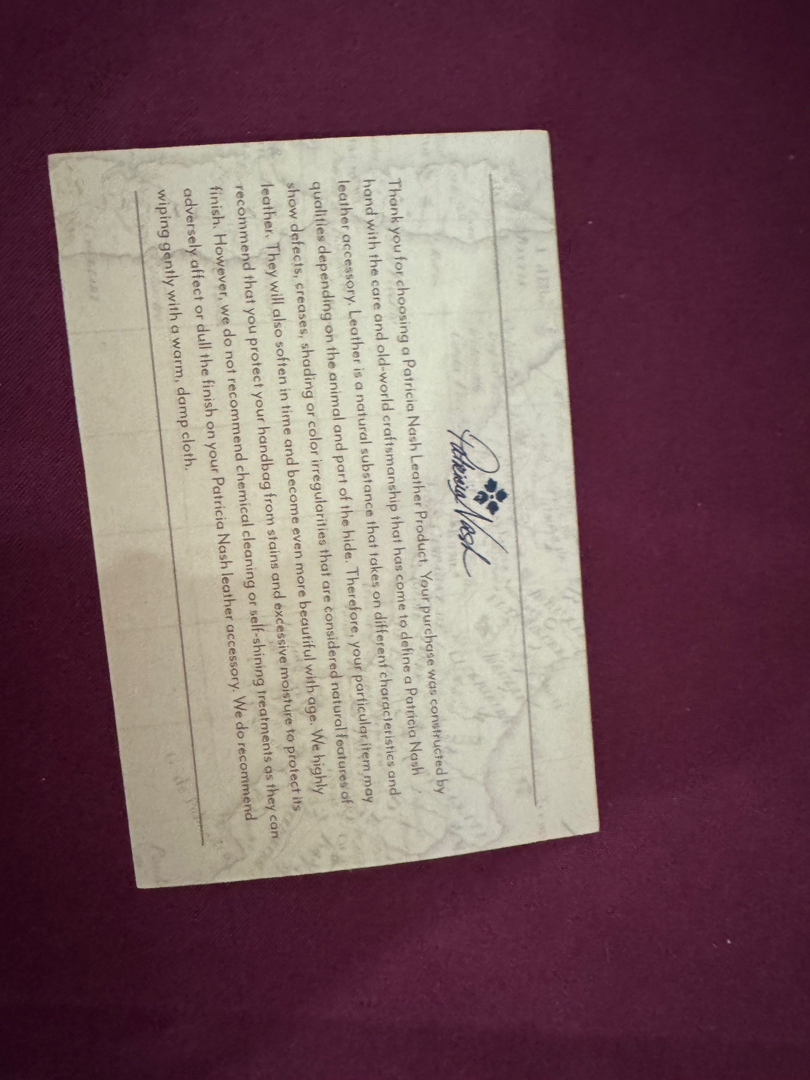 Patricia Nash
Thank you for choosing a Patricia Nash Leather Product. Your purchase was constructed by
hand with the care and old-world craftsmanship that has come to define a Patricia Nash
leather accessory. Leather is a natural substance that takes on different characteristics and
qualities depending on the animal and part of the hide. Therefore, your particular item may
show defects, creases, shading or color irregularities that are considered natural features of
leather. They will also soften in time and become even more beautiful with age. We highly
recommend that you protect your handbag from stains and excessive moisture to protect its
finish. However, we do not recommend chemical cleaning or self-shining treatments as they can
adversely affect or dull the finish on your Patricia Nash leather accessory. We do recommend
wiping gently with a warm, damp cloth.